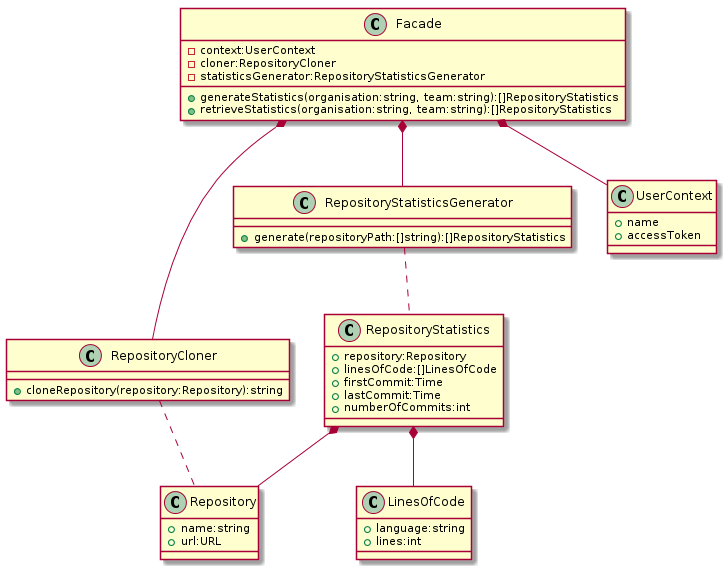 C Facade
context:UserContext
cloner:RepositoryCloner
statisticsGenerator:RepositoryStatisticsGenerator
generateStatistics(organisation:string, team:string):[]RepositoryStatistics
retrieveStatistics(organisation:string, team:string):[]RepositoryStatistics
C RepositoryStatisticsGenerator
generate(repositoryPath:[]string):[]RepositoryStatistics
C UserContext
name
accessToken
C RepositoryCloner
cloneRepository(repository:Repository):string
C RepositoryStatistics
repository:Repository
linesOfCode:[]LinesOfCode
firstCommit:Time
lastCommit:Time
numberOfCommits:int
C Repository
name:string
url:URL
C LinesOfCode
language:string
lines:int